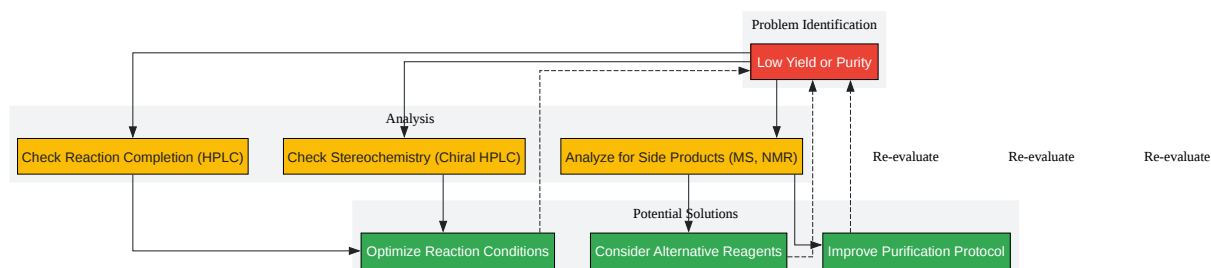 Problem Identification
Low Yield or Purity
Analysis
Check Reaction Completion (HPLC)
Check Stereochemistry (Chiral HPLC)
Analyze for Side Products (MS, NMR)
Re-evaluate
Re-evaluate
Re-evaluate
Potential Solutions
Optimize Reaction Conditions
Consider Alternative Reagents
Improve Purification Protocol